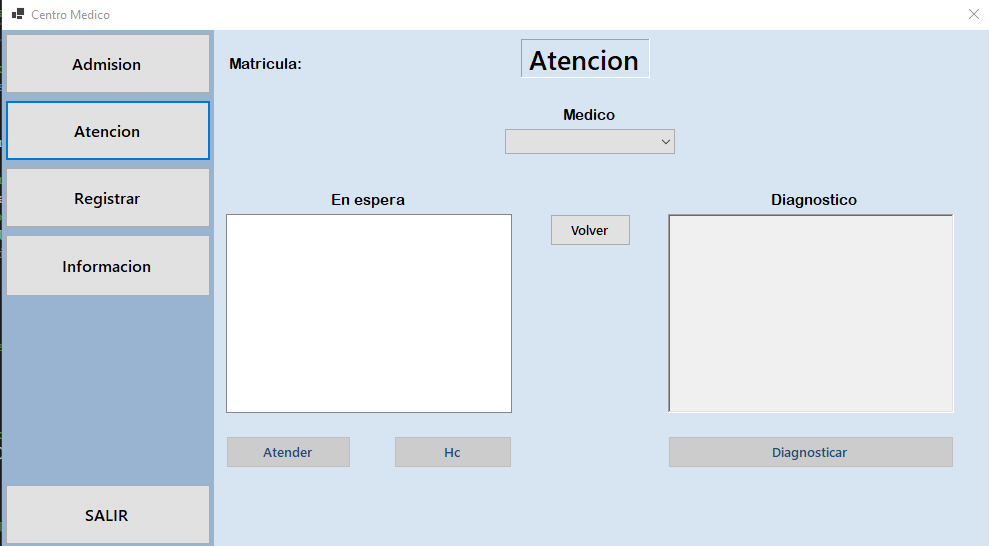 Centro Medico
Admision
Atencion
Registrar
Informacion
SALIR
Matricula:
Atencion
Medico
En espera
Volver
Diagnostico
Atender
Hc
Diagnosticar